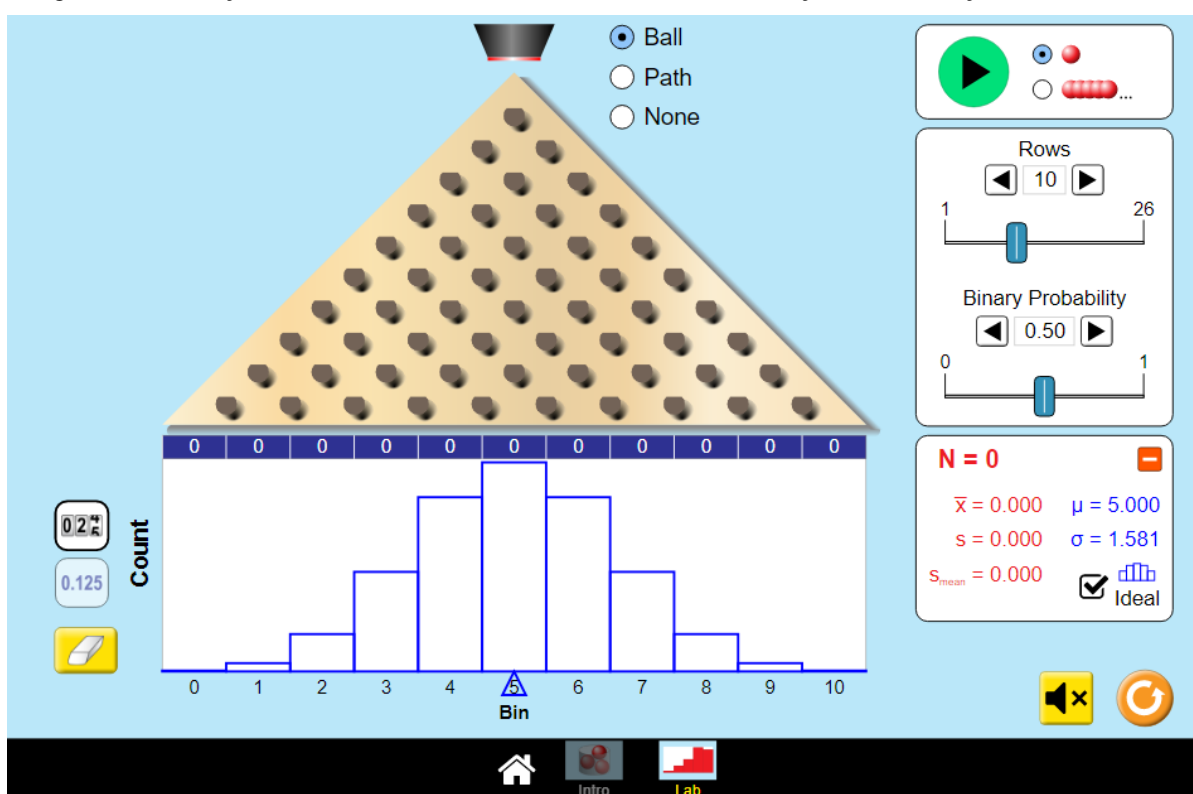 Ball
Path
None
...
Rows
10
1 26
Binary Probability
0.50
0 1
0 0 0 0 0 0 0 0 0 0 0
N = 0
x̅ = 0.000 μ = 5.000
s = 0.000 σ = 1.581
s mean = 0.000
Ideal
0.125
Count
0 1 2 3 4 5 6 7 8 9 10
Bin
Intro
Lab